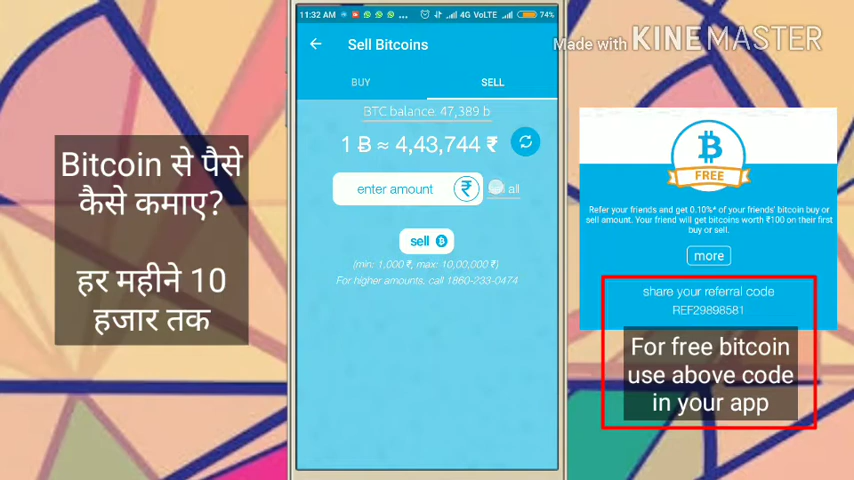 Bitcoin से पैसे
कैसे कमाए?
हर महीने 10
हजार तक
11:32 AM
4G VoLTE
74%
Sell Bitcoins
BUY
SELL
BTC balance: 47,389 b
1 Ƀ ≈ 4,43,744 ₹
enter amount ₹
all
sell
(min: 1,000 ₹, max: 10,00,000 ₹)
For higher amounts, call 1860-233-0474
Made with KINEMASTER
FREE
Refer your friends and get 0.10%* of your friends' bitcoin buy or
sell amount. Your friend will get bitcoins worth ₹100 on their first
buy or sell.
more
share your referral code
REF29898581
For free bitcoin
use above code
in your app